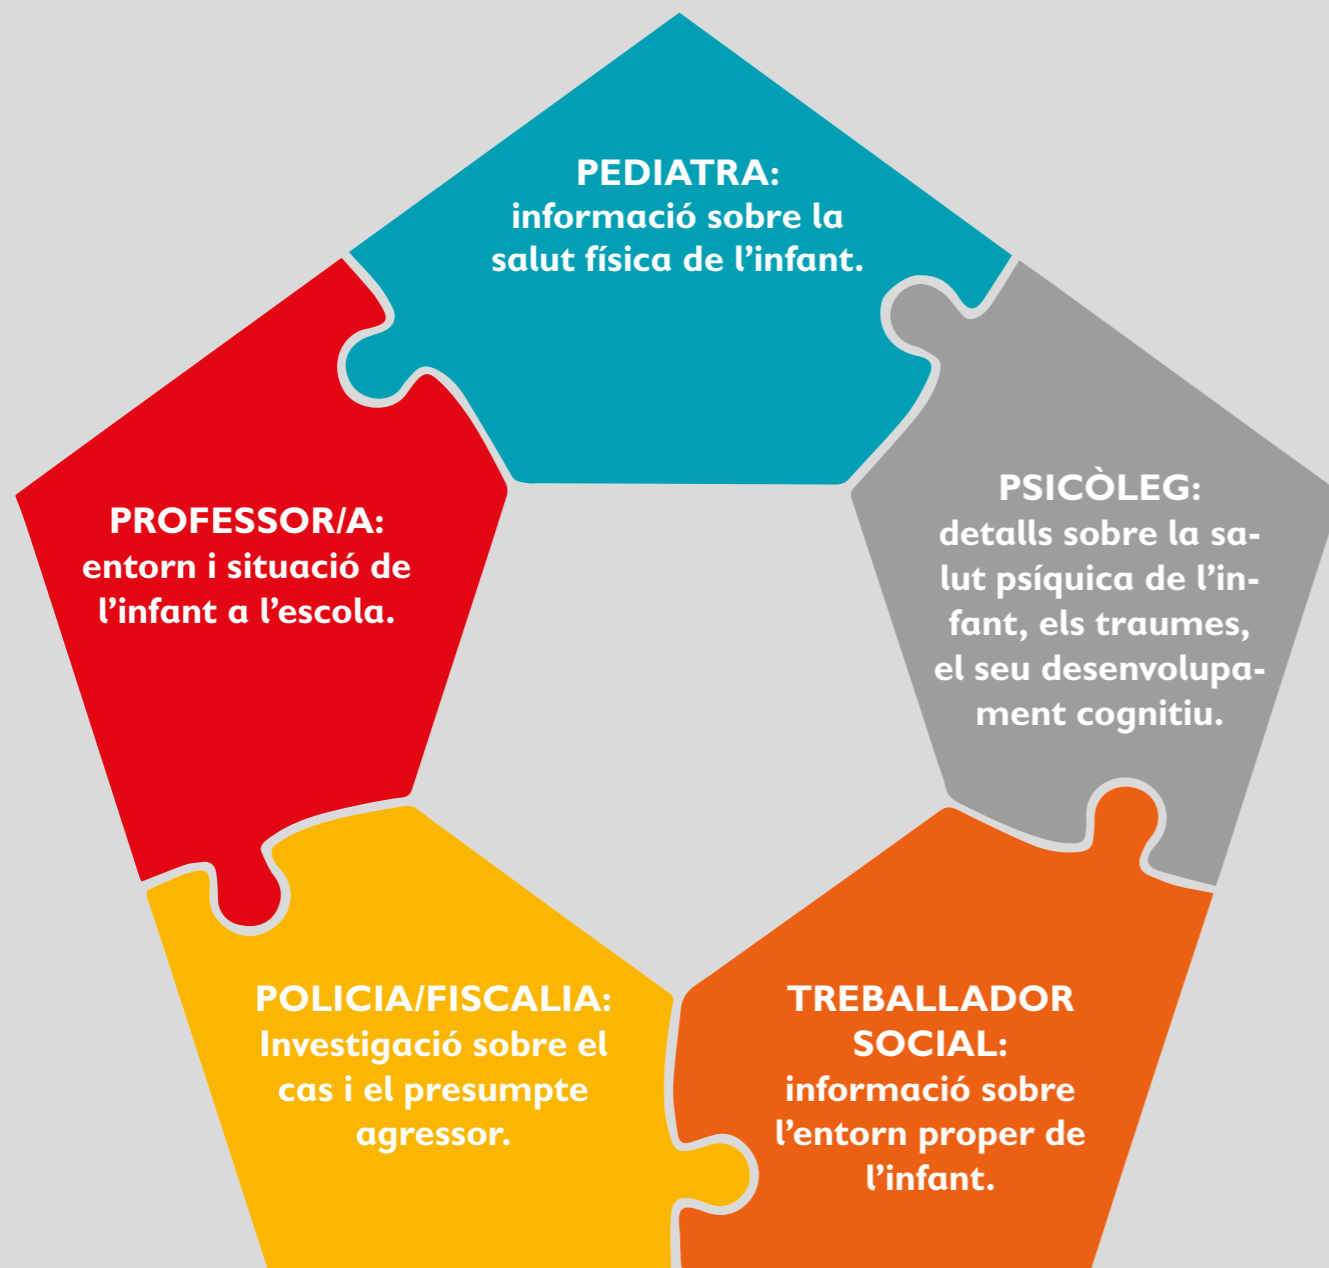 PEDIATRA:
informació sobre la
salut física de l’infant.
PROFESSOR/A:
entorn i situació de
l’infant a l’escola.
PSICÒLEG:
detalls sobre la sa-
lut psíquica de l’in-
fant, els traumes,
el seu desenvolupa-
ment cognitiu.
POLICIA/FISCALIA:
Investigació sobre el
cas i el presumpte
agressor.
TREBALLADOR
SOCIAL:
informació sobre
l’entorn proper de
l’infant.